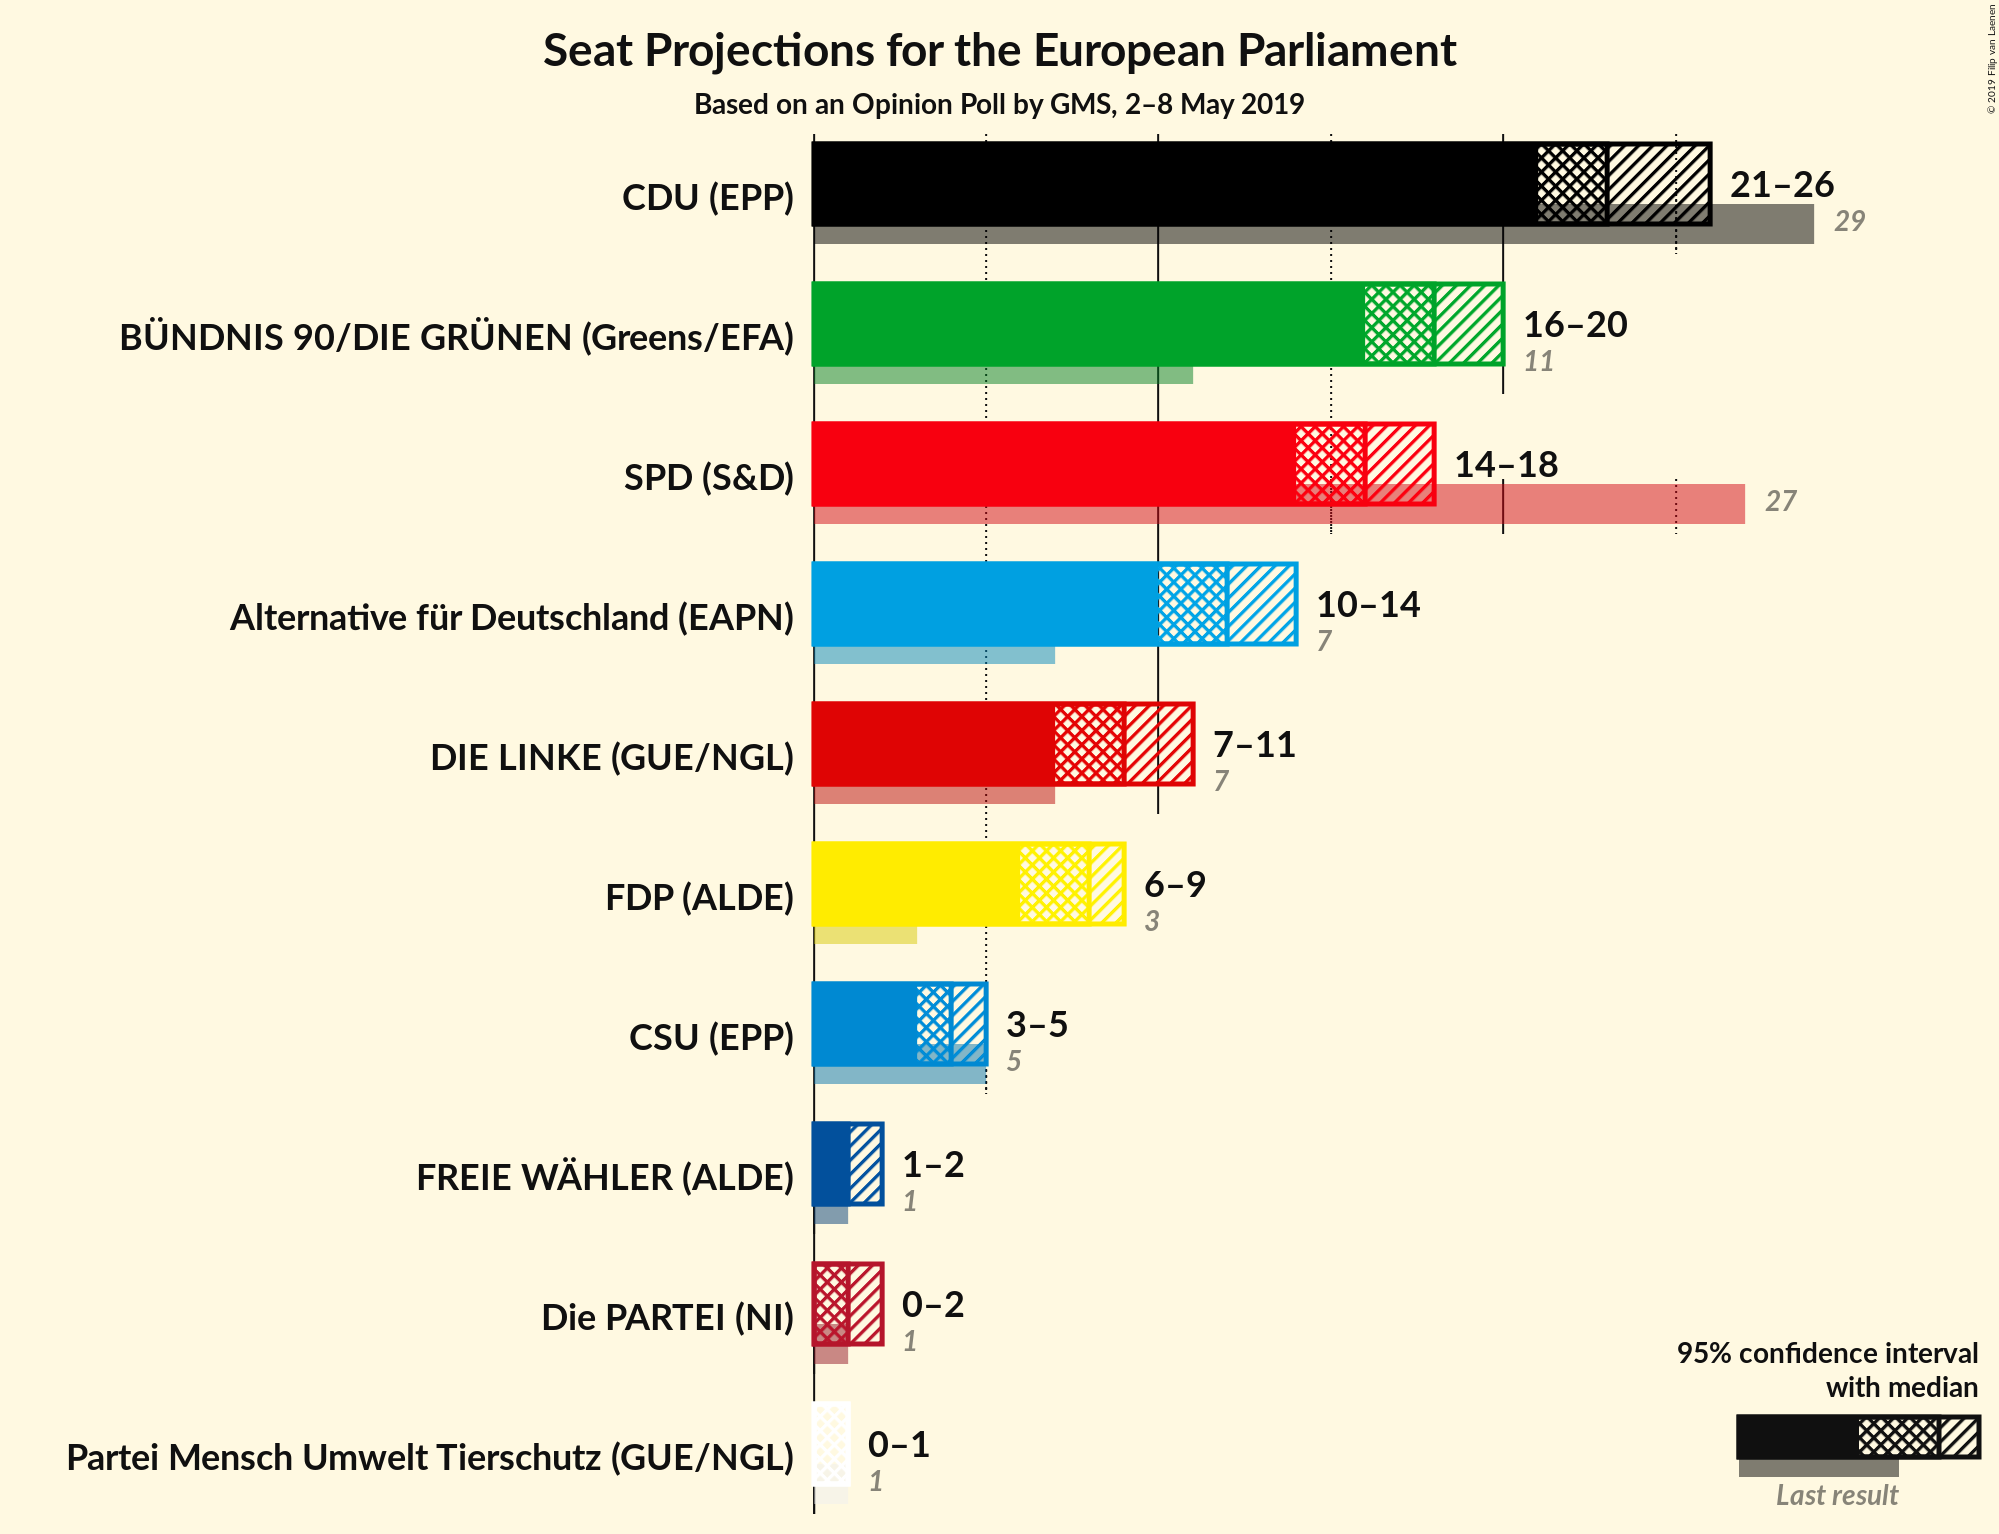 Seat Projections for the European Parliament
Based on an Opinion Poll by GMS, 2–8 May 2019
© 2019 Filip van Laenen
CDU (EPP)
21–26
29
BÜNDNIS 90/DIE GRÜNEN (Greens/EFA)
16–20
11
SPD (S&D)
14–18
27
Alternative für Deutschland (EAPN)
10–14
7
DIE LINKE (GUE/NGL)
7–11
7
FDP (ALDE)
6–9
3
CSU (EPP)
3–5
5
FREIE WÄHLER (ALDE)
1–2
1
Die PARTEI (NI)
0–2
1
Partei Mensch Umwelt Tierschutz (GUE/NGL)
0–1
1
95% confidence interval
with median
Last result